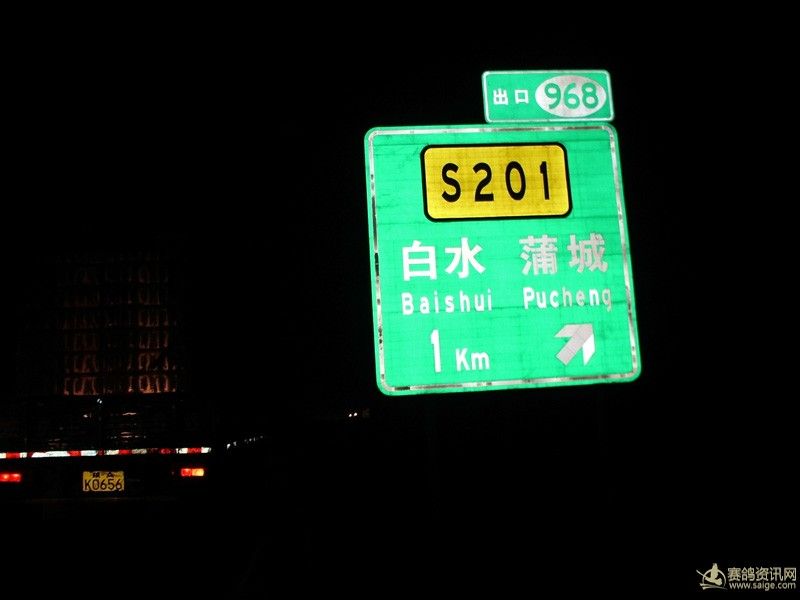 出口 968
S201
白水 蒲城
Baishui Pucheng
1 Km
K0656
赛鸽资讯网
www.saige.com